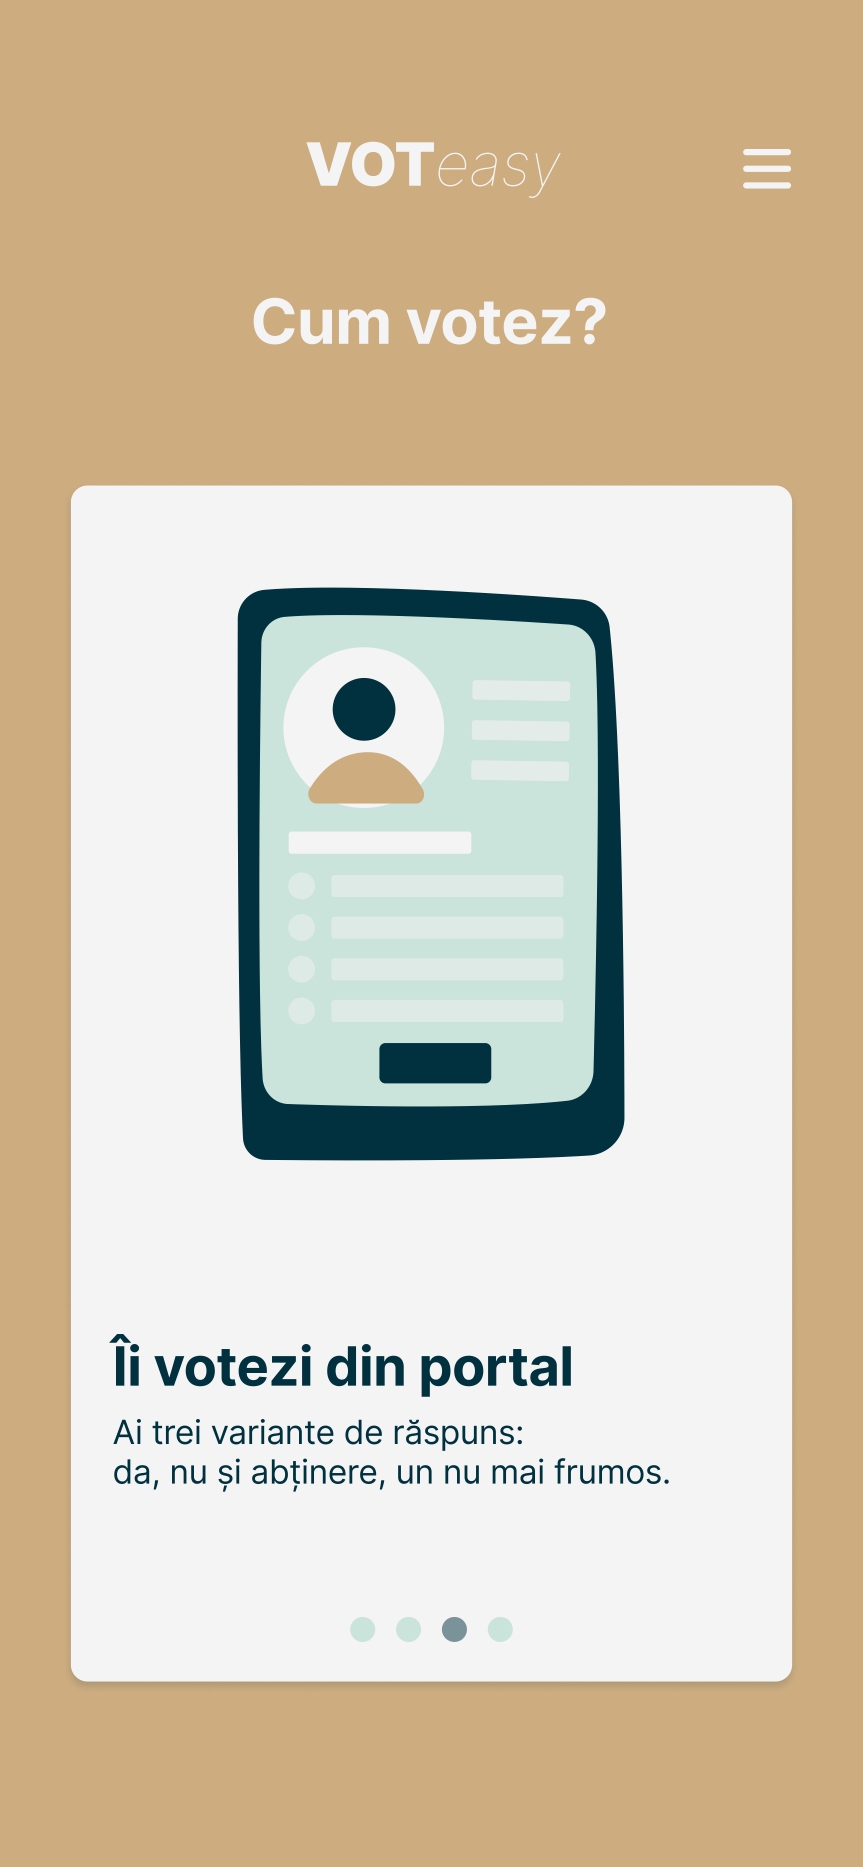 VOTeasy
Cum votez?
Îi votezi din portal
Ai trei variante de răspuns:
da, nu și abținere, un nu mai frumos.